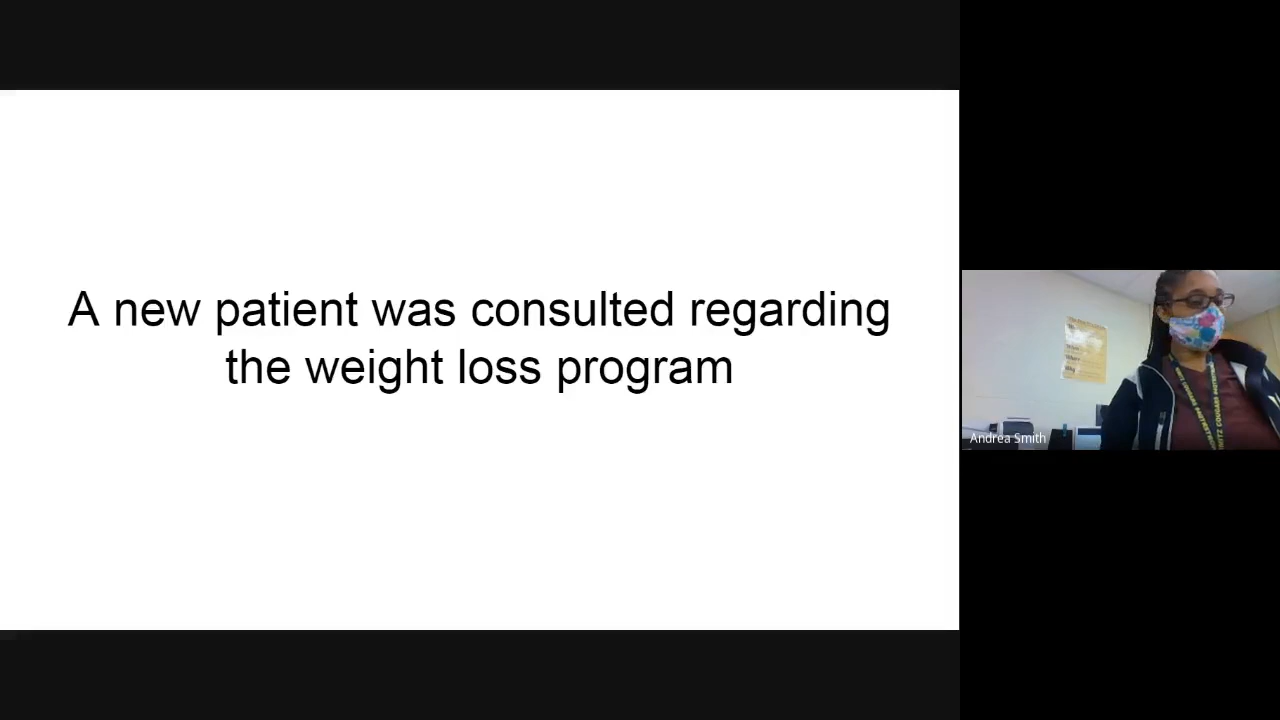 A new patient was consulted regarding
the weight loss program
Andrea Smith